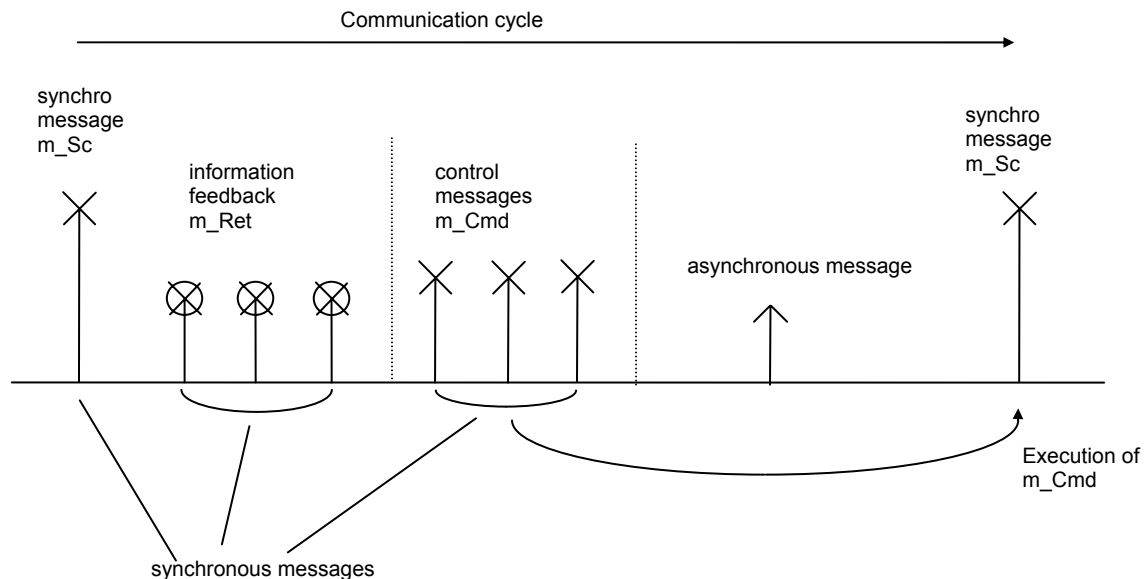 Communication cycle
synchro
message
m_Sc
information
feedback
m_Ret
control
messages
m_Cmd
asynchronous message
synchro
message
m_Sc
Execution of
m_Cmd
synchronous messages